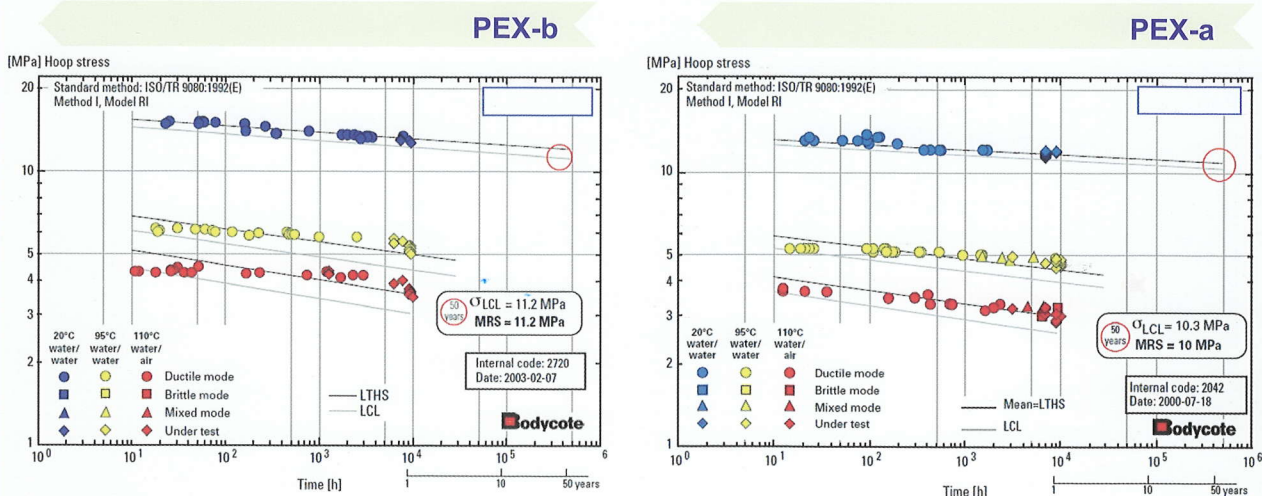 PEX-b
[MPa] Hoop stress
Standard method: ISO/TR 9080:1992(E)
Method I, Model RI
20
10
5
4
3
2
1
σLCL = 11.2 MPa
MRS = 11.2 MPa
50 years
20°C water/ water
95°C water/ water
110°C water/ air
Ductile mode
Brittle mode
Mixed mode
Under test
LTHS
LCL
Internal code: 2720
Date: 2003-02-07
Bodycote
10^0 10^1 10^2 10^3 10^4 10^5 6
Time [h]
1 10 50 years
PEX-a
[MPa] Hoop stress
Standard method: ISO/TR 9080:1992(E)
Method I, Model RI
20
10
5
4
3
2
1
50 years
σLCL = 10.3 MPa
MRS = 10 MPa
20°C water/ water
95°C water/ water
110°C water/ air
Ductile mode
Brittle mode
Mixed mode
Under test
Mean=LTHS
LCL
Internal code: 2042
Date: 2000-07-18
Bodycote
10^0 10^1 10^2 10^3 10^4 10^5 10^6
Time [h]
1 10 50 years